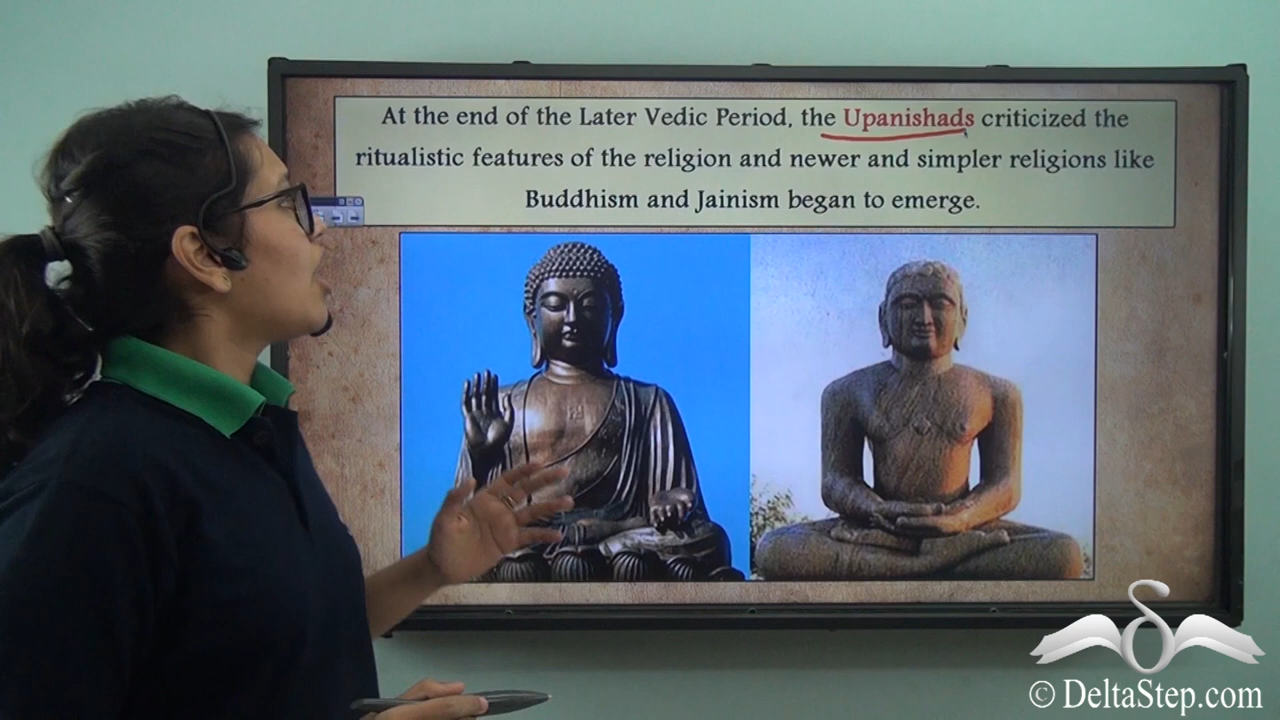 At the end of the Later Vedic Period, the Upanishads criticized the
ritualistic features of the religion and newer and simpler religions like
Buddhism and Jainism began to emerge.
© DeltaStep.com